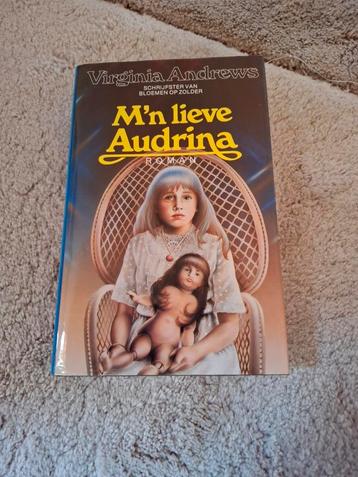 Virginia Andrews
SCHRIJFSTER VAN
BLOEMEN OP ZOLDER
M'n lieve
Audrina
ROMAN